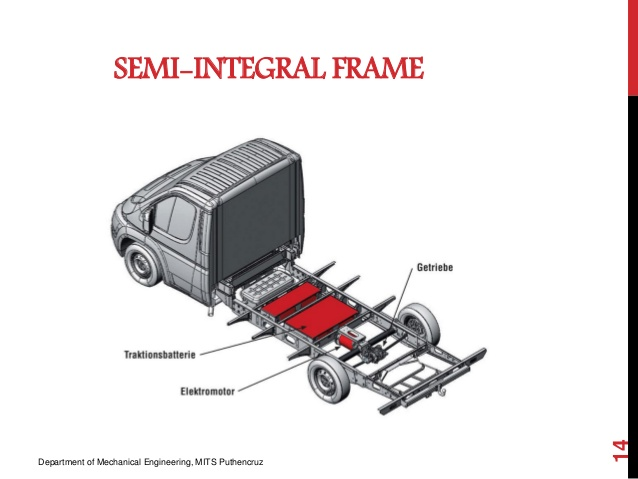 SEMI-INTEGRAL FRAME
Getriebe
Traktionsbatterie
Elektromotor
Department of Mechanical Engineering, MITS Puthencruz
14